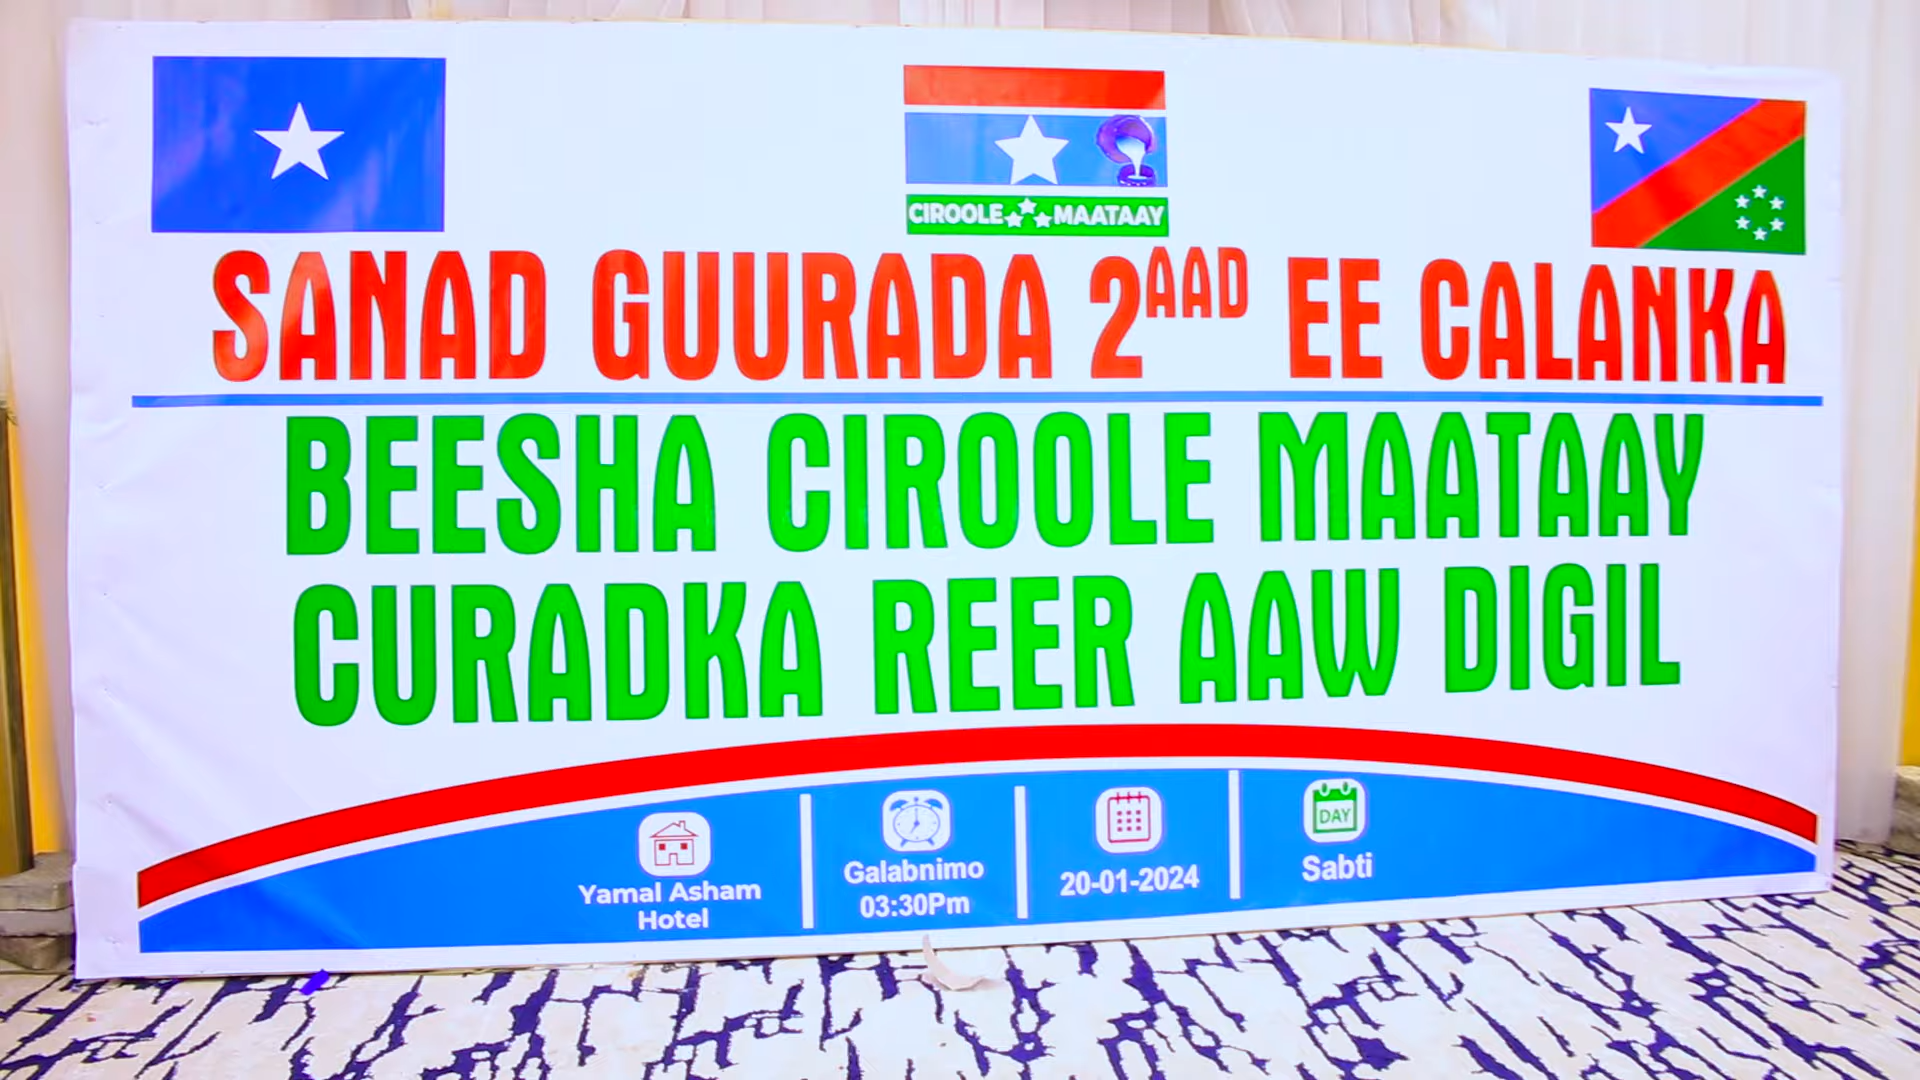 CIROOLE MAATAAY
SANAD GUURADA 2AAD EE CALANKA
BEESHA CIROOLE MAATAAY
CURADKA REER AAW DIGIL
Yamal Asham
Hotel
Galabnimo
03:30Pm
20-01-2024
DAY
Sabti